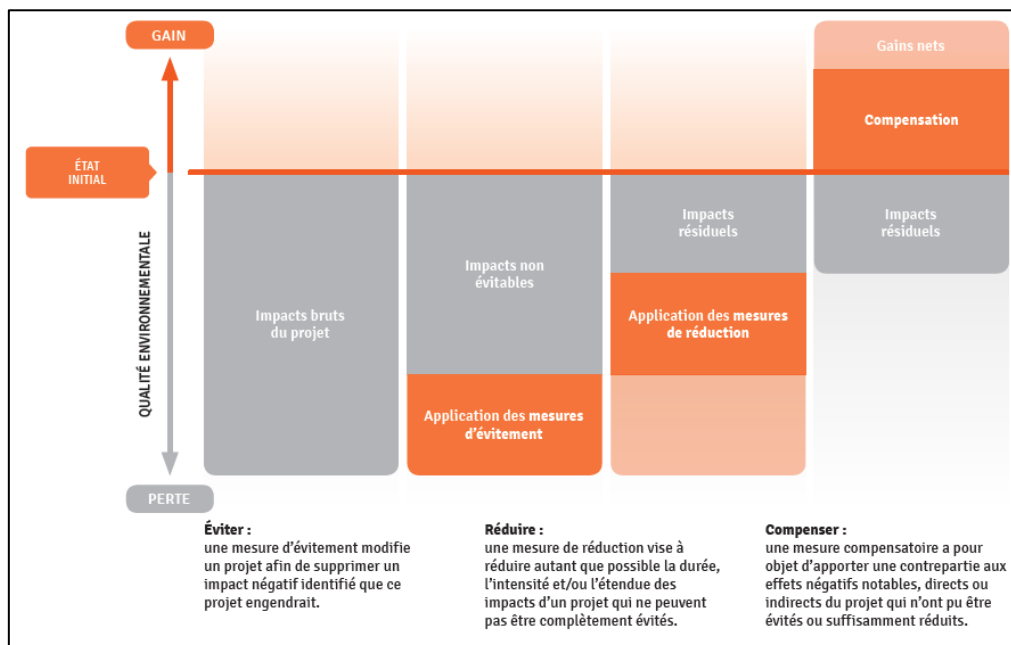 GAIN
ÉTAT
INITIAL
QUALITÉ ENVIRONNEMENTALE
PERTE
Impacts bruts
du projet
Impacts non
évitables
Application des mesures
d'évitement
Impacts
résiduels
Application des mesures
de réduction
Gains nets
Compensation
Impacts
résiduels
Éviter :
une mesure d'évitement modifie
un projet afin de supprimer un
impact négatif identifié que ce
projet engendrait.
Réduire :
une mesure de réduction vise à
réduire autant que possible la durée,
l'intensité et/ou l'étendue des
impacts d'un projet qui ne peuvent
pas être complètement évités.
Compenser :
une mesure compensatoire a pour
objet d'apporter une contrepartie aux
effets négatifs notables, directs ou
indirects du projet qui n'ont pu être
évités ou suffisamment réduits.